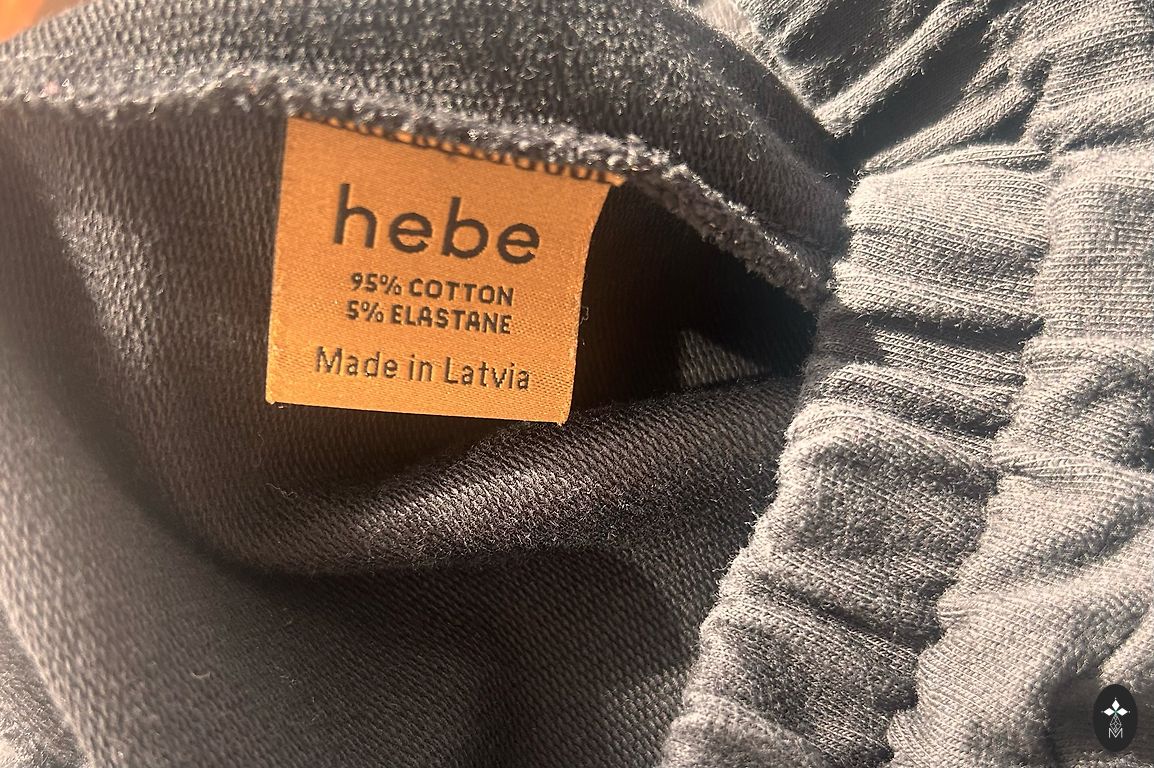 hebe
95% COTTON
5% ELASTANE
Made in Latvia
M